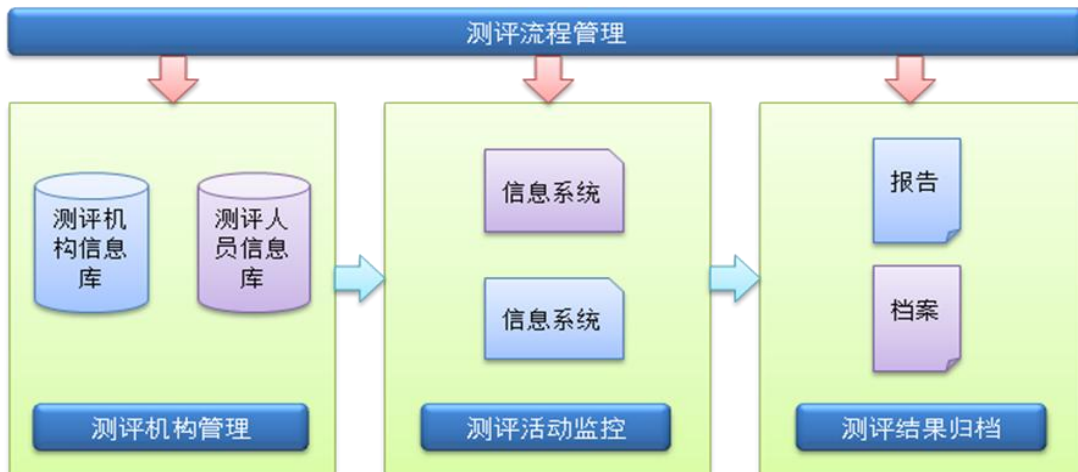 测评流程管理
测评机
构信息
库
测评人
员信息
库
测评机构管理
信息系统
信息系统
测评活动监控
报告
档案
测评结果归档